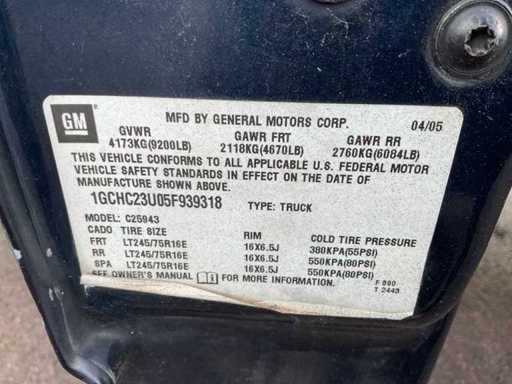 GM
MFD BY GENERAL MOTORS CORP. 04/05
GVWR GAWR FRT GAWR RR
4173KG(9200LB) 2118KG(4670LB) 2760KG(6084LB)
THIS VEHICLE CONFORMS TO ALL APPLICABLE U.S. FEDERAL MOTOR
VEHICLE SAFETY STANDARDS IN EFFECT ON THE DATE OF
MANUFACTURE SHOWN ABOVE.
1GCHC23U05F939318 TYPE: TRUCK
MODEL: C25943
CADO TIRE SIZE RIM COLD TIRE PRESSURE
FRT LT245/75R16E 16X6.5J 380KPA(55PSI)
RR LT245/75R16E 16X6.5J 550KPA(80PSI)
SPA LT245/75R16E 16X6.5J 550KPA(80PSI)
SEE OWNER'S MANUAL FOR MORE INFORMATION.
T 2443